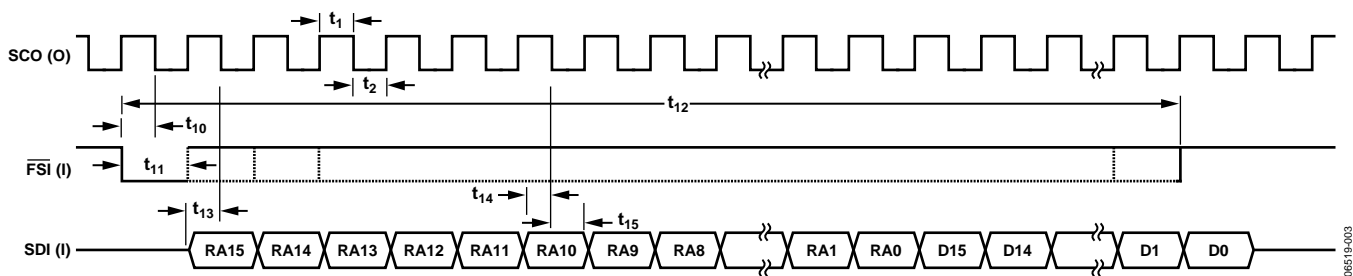 t1
SCO (O)
t2
t12
t10
FSI (I)
t11
t14
t13
t15
SDI (I) RA15 RA14 RA13 RA12 RA11 RA10 RA9 RA8 RA1 RA0 D15 D14 D1 D0
06519-003